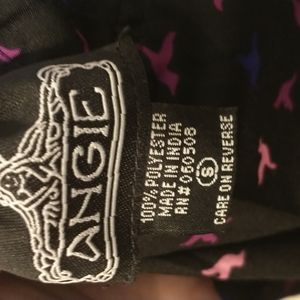 ANGIE
100% POLYESTER
MADE IN INDIA
RN# 060508
S
CARE ON REVERSE